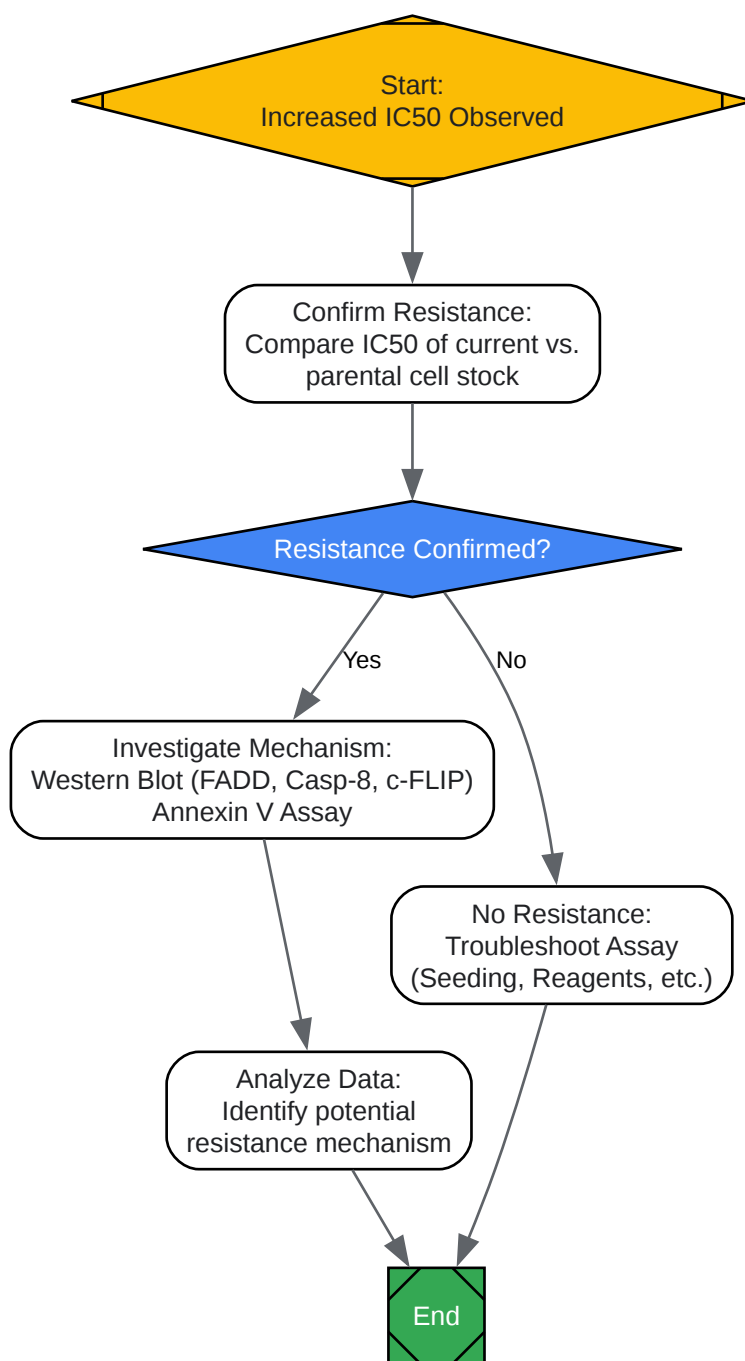 Start:
Increased IC50 Observed
Confirm Resistance:
Compare IC50 of current vs.
parental cell stock
Resistance Confirmed?
Yes
No
Investigate Mechanism:
Western Blot (FADD, Casp-8, c-FLIP)
Annexin V Assay
No Resistance:
Troubleshoot Assay
(Seeding, Reagents, etc.)
Analyze Data:
Identify potential
resistance mechanism
End